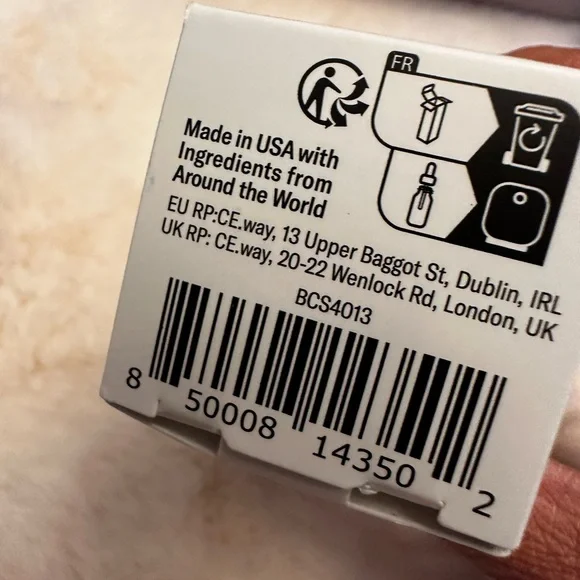 FR
Made in USA with
Ingredients from
Around the World
EU RP:CE.way, 13 Upper Baggot St, Dublin, IRL
UK RP: CE.way, 20-22 Wenlock Rd, London, UK
BCS4013
8 50008 14350 2